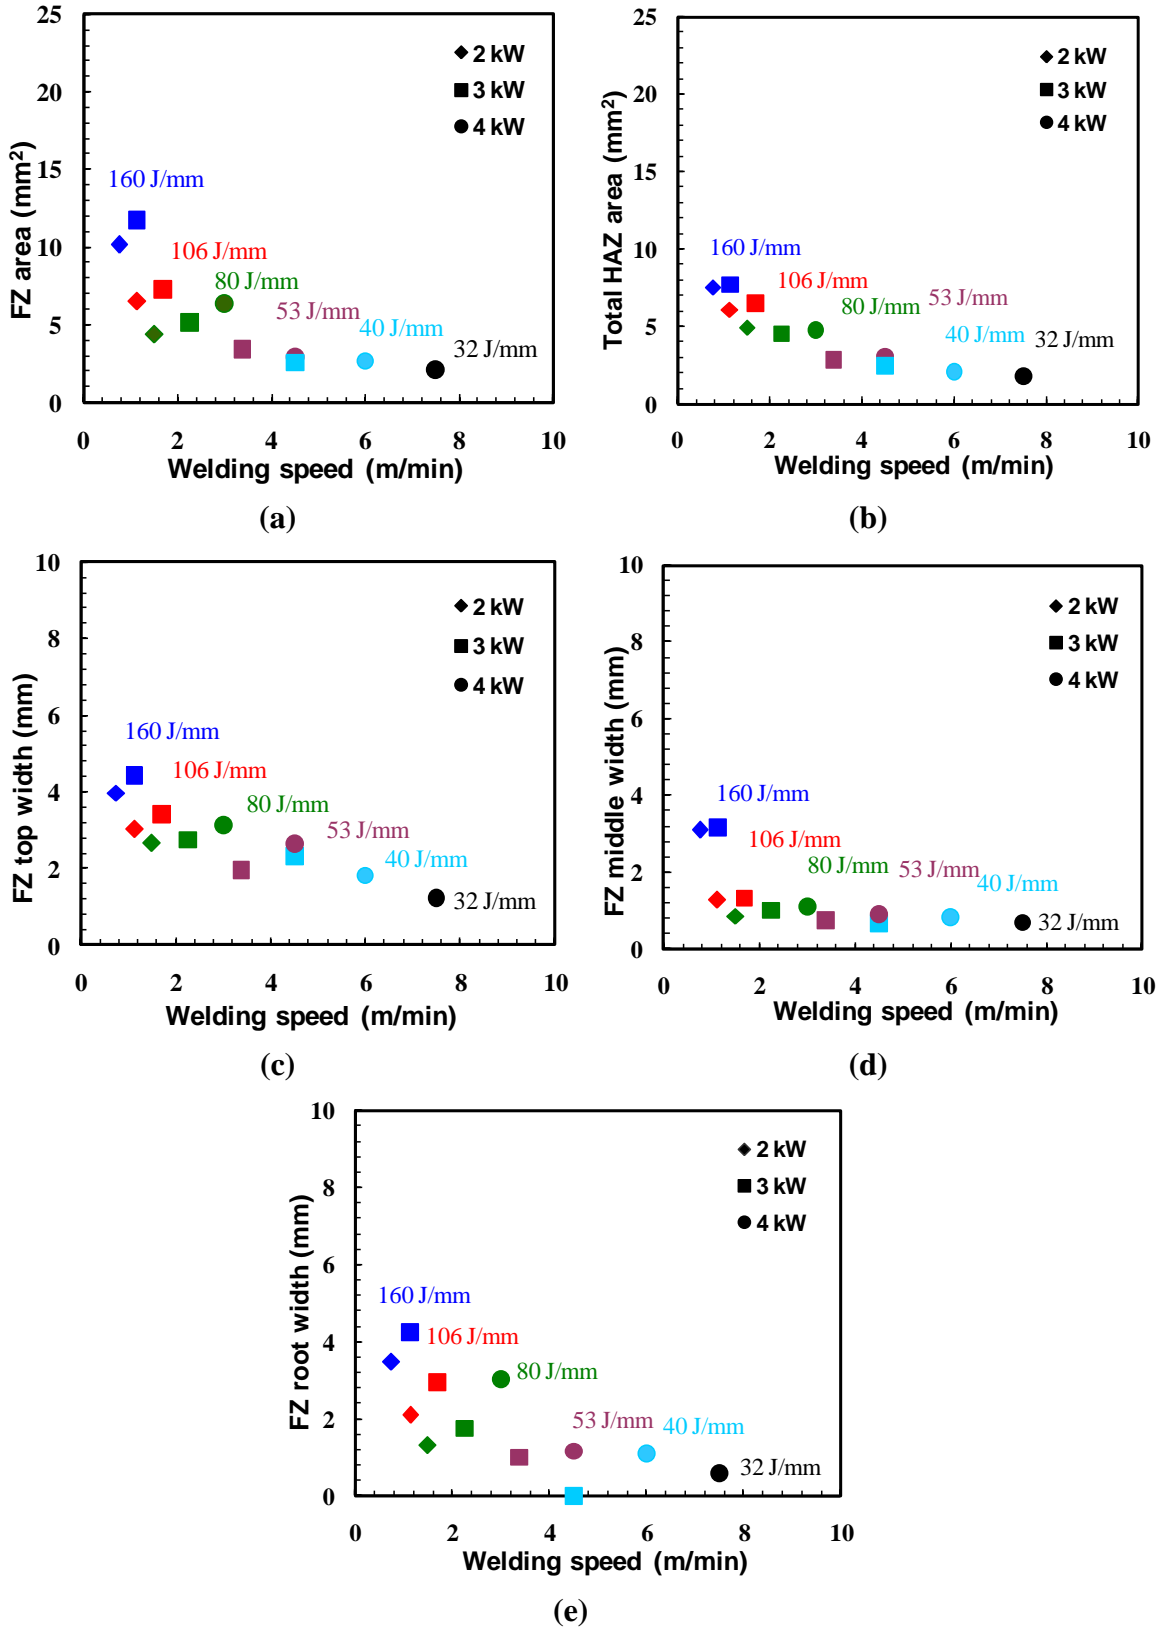 25
20
15
10
5
0
FZ area (mm²)
2 kW
3 kW
4 kW
160 J/mm
106 J/mm
80 J/mm
53 J/mm
40 J/mm
32 J/mm
0 2 4 6 8 10
Welding speed (m/min)
(a)
25
20
15
10
5
0
Total HAZ area (mm²)
2 kW
3 kW
4 kW
160 J/mm
106 J/mm
80 J/mm
53 J/mm
40 J/mm
32 J/mm
0 2 4 6 8 10
Welding speed (m/min)
(b)
10
8
6
4
2
0
FZ top width (mm)
2 kW
3 kW
4 kW
160 J/mm
106 J/mm
80 J/mm
53 J/mm
40 J/mm
32 J/mm
0 2 4 6 8 10
Welding speed (m/min)
(c)
10
8
6
4
2
0
FZ middle width (mm)
2 kW
3 kW
4 kW
160 J/mm
106 J/mm
80 J/mm
53 J/mm
40 J/mm
32 J/mm
0 2 4 6 8 10
Welding speed (m/min)
(d)
10
8
6
4
2
0
FZ root width (mm)
2 kW
3 kW
4 kW
160 J/mm
106 J/mm
80 J/mm
53 J/mm
40 J/mm
32 J/mm
0 2 4 6 8 10
Welding speed (m/min)
(e)